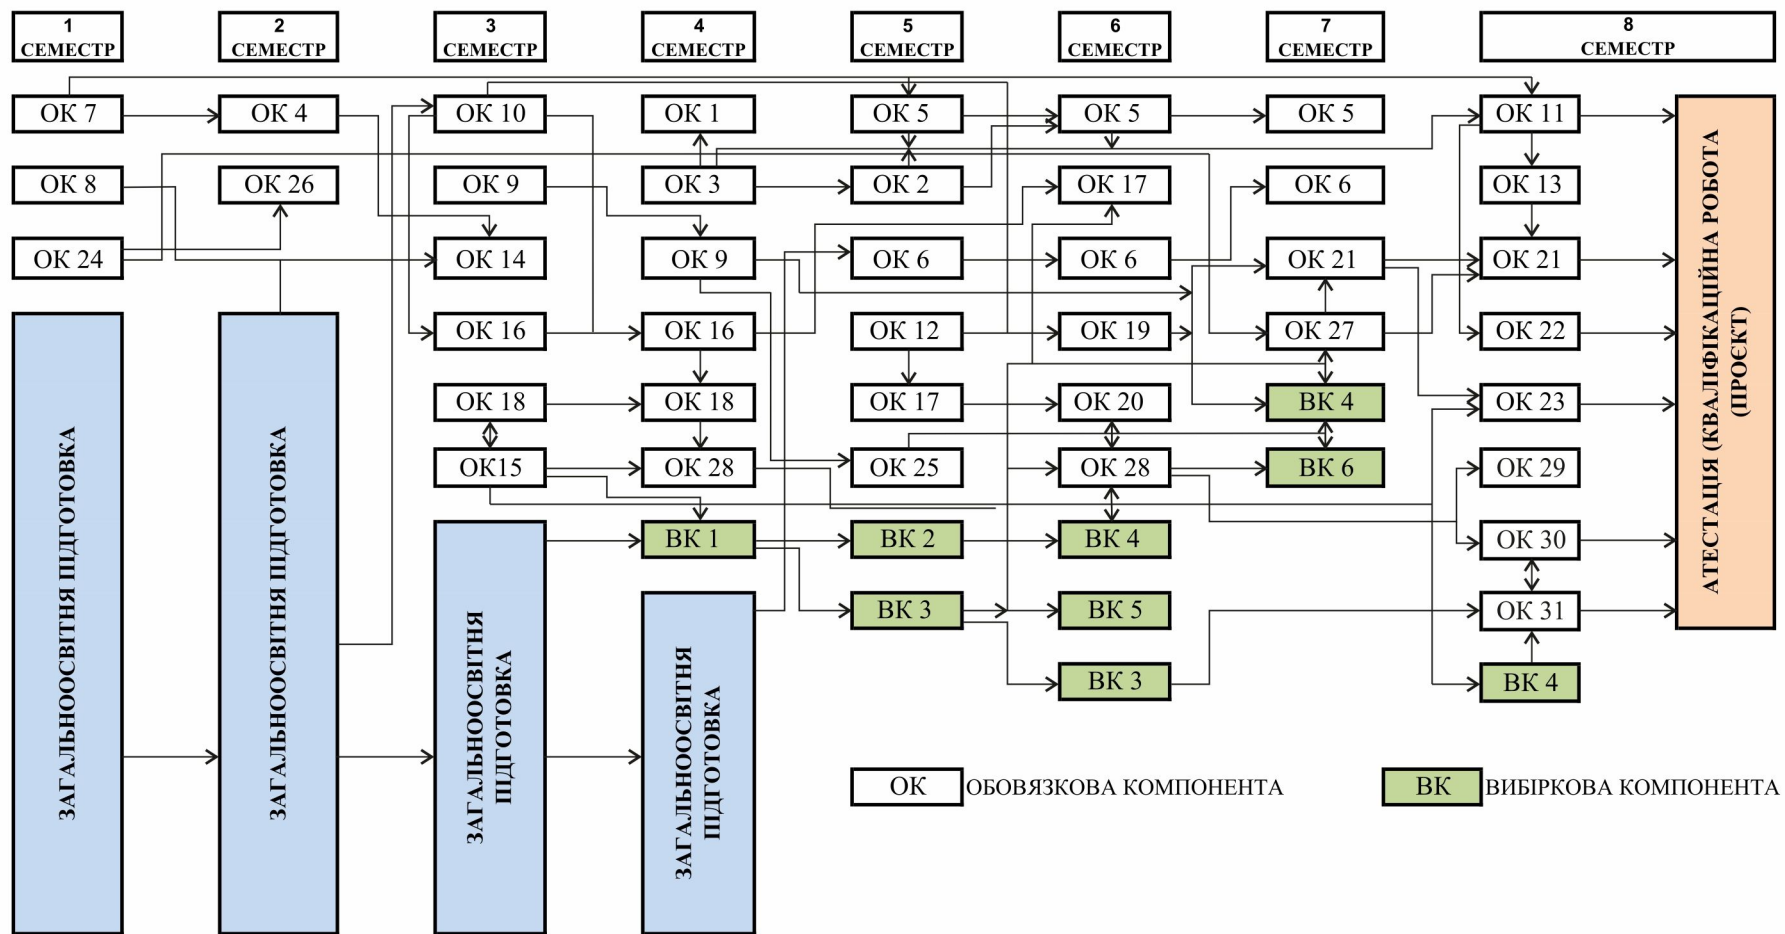 1
СЕМЕСТР
2
СЕМЕСТР
3
СЕМЕСТР
4
СЕМЕСТР
5
СЕМЕСТР
6
СЕМЕСТР
7
СЕМЕСТР
8
СЕМЕСТР
ОК 7
ОК 4
ОК 10
ОК 1
ОК 5
ОК 5
ОК 5
ОК 11
ОК 8
ОК 26
ОК 9
ОК 3
ОК 2
ОК 17
ОК 6
ОК 13
ОК 24
ОК 14
ОК 9
ОК 6
ОК 6
ОК 21
ОК 21
ОК 16
ОК 16
ОК 12
ОК 19
ОК 27
ОК 22
ОК 18
ОК 18
ОК 17
ОК 20
ВК 4
ОК 23
ОК15
ОК 28
ОК 25
ОК 28
ВК 6
ОК 29
ВК 1
ВК 2
ВК 4
ОК 30
ВК 3
ВК 5
ОК 31
ВК 3
ВК 4
ЗАГАЛЬНООСВІТНЯ ПІДГОТОВКА
ЗАГАЛЬНООСВІТНЯ ПІДГОТОВКА
ЗАГАЛЬНООСВІТНЯ
ПІДГОТОВКА
ЗАГАЛЬНООСВІТНЯ
ПІДГОТОВКА
АТЕСТАЦІЯ (КВАЛІФІКАЦІЙНА РОБОТА
(ПРОЄКТ)
ОК
ОБОВЯЗКОВА КОМПОНЕНТА
ВК
ВИБІРКОВА КОМПОНЕНТА